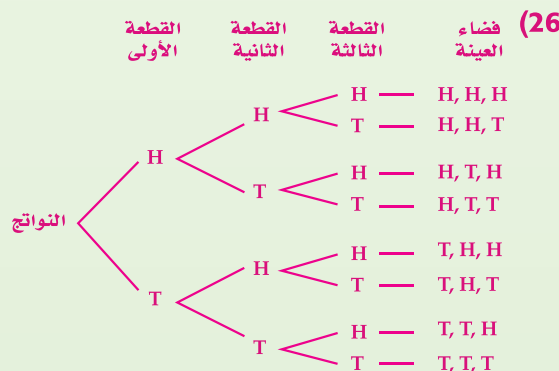 (26
القطعة الأولى
القطعة الثانية
القطعة الثالثة
فضاء العينة
H — H, H, H
H
T — H, H, T
H
H — H, T, H
T
T — H, T, T
النواتج
H — T, H, H
H
T — T, H, T
T
H — T, T, H
T
T — T, T, T